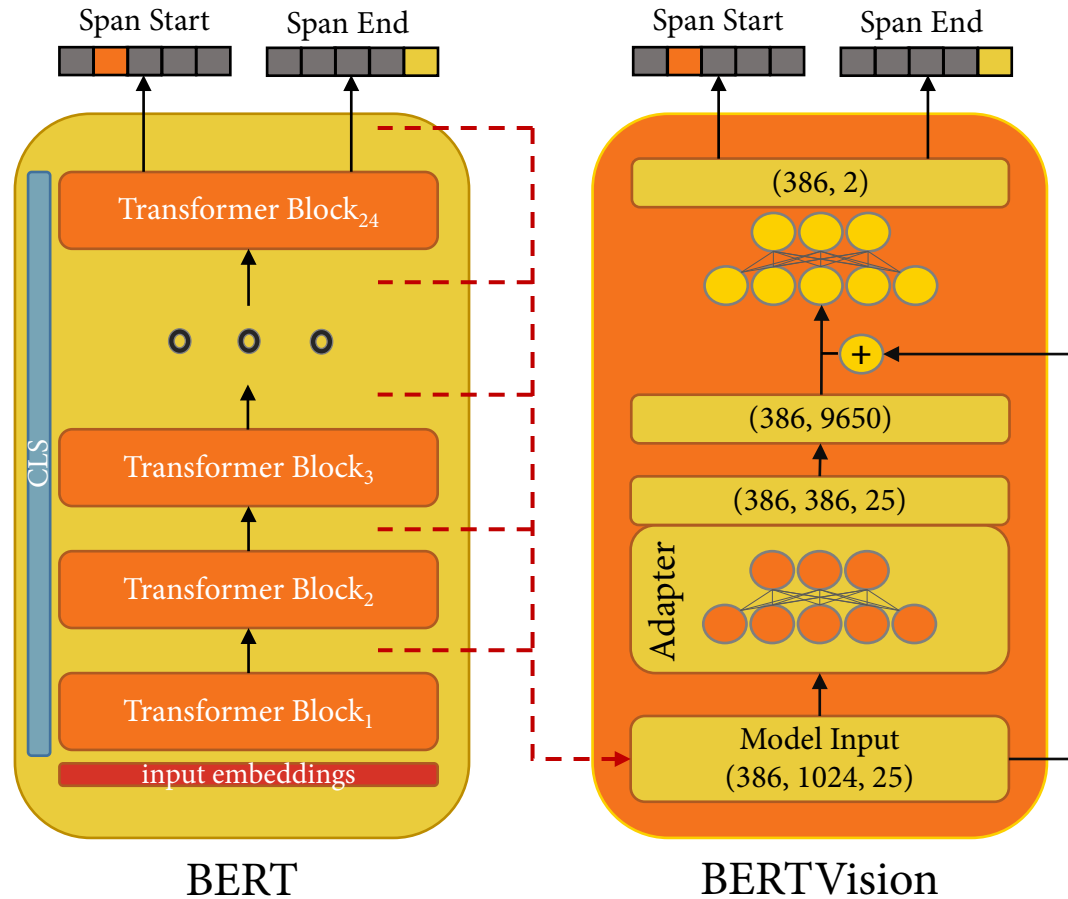 Span Start
Span End
Transformer Block24
Transformer Block3
Transformer Block2
Transformer Block1
CLS
input embeddings
BERT
Span Start
Span End
(386, 2)
+
(386, 9650)
(386, 386, 25)
Adapter
Model Input
(386, 1024, 25)
BERTVision